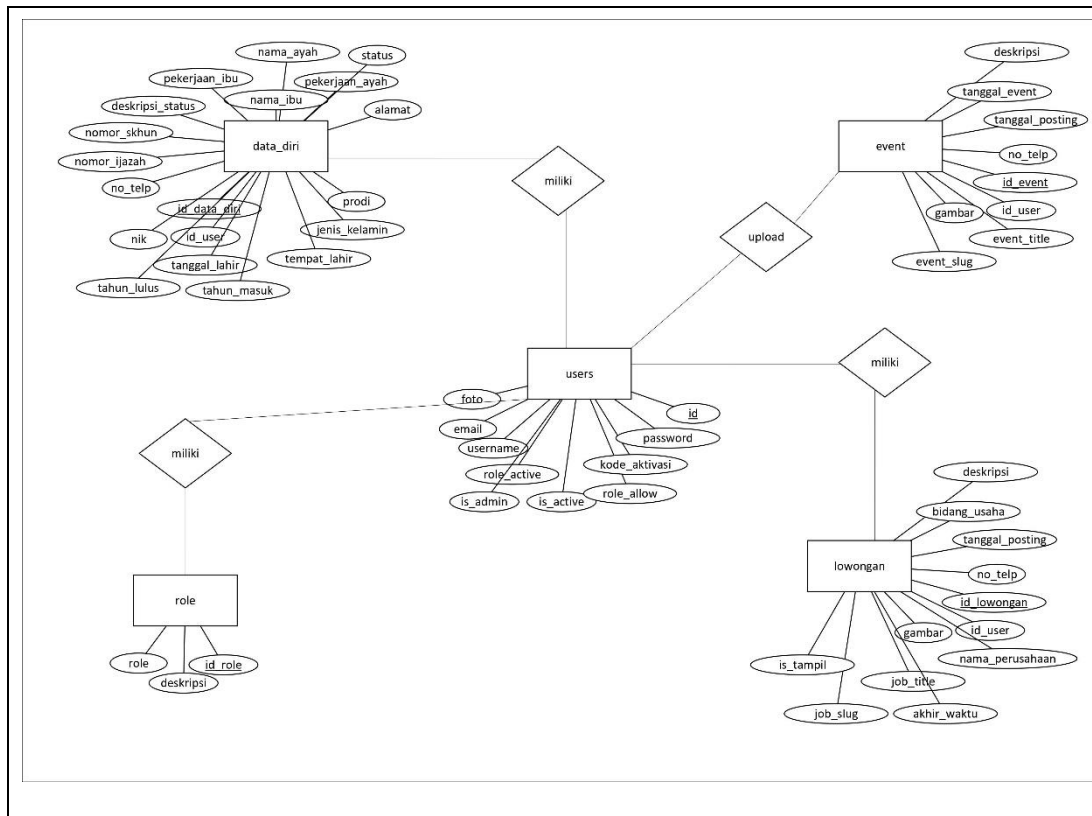 nama_ayah
status
pekerjaan_ibu
pekerjaan_ayah
nama_ibu
deskripsi_status
alamat
nomor_skhun
data_diri
nomor_ijazah
no_telp
prodi
id_data_diri
jenis_kelamin
nik
id_user
tempat_lahir
tanggal_lahir
tahun_lulus
tahun_masuk
miliki
deskripsi
tanggal_event
tanggal_posting
event
no_telp
id_event
gambar
id_user
event_title
event_slug
upload
miliki
users
foto
id
email
password
username
kode_aktivasi
role_active
role_allow
is_admin
is_active
miliki
role
role
id_role
deskripsi
deskripsi
bidang_usaha
tanggal_posting
lowongan
no_telp
id_lowongan
gambar
id_user
nama_perusahaan
is_tampil
job_title
job_slug
akhir_waktu